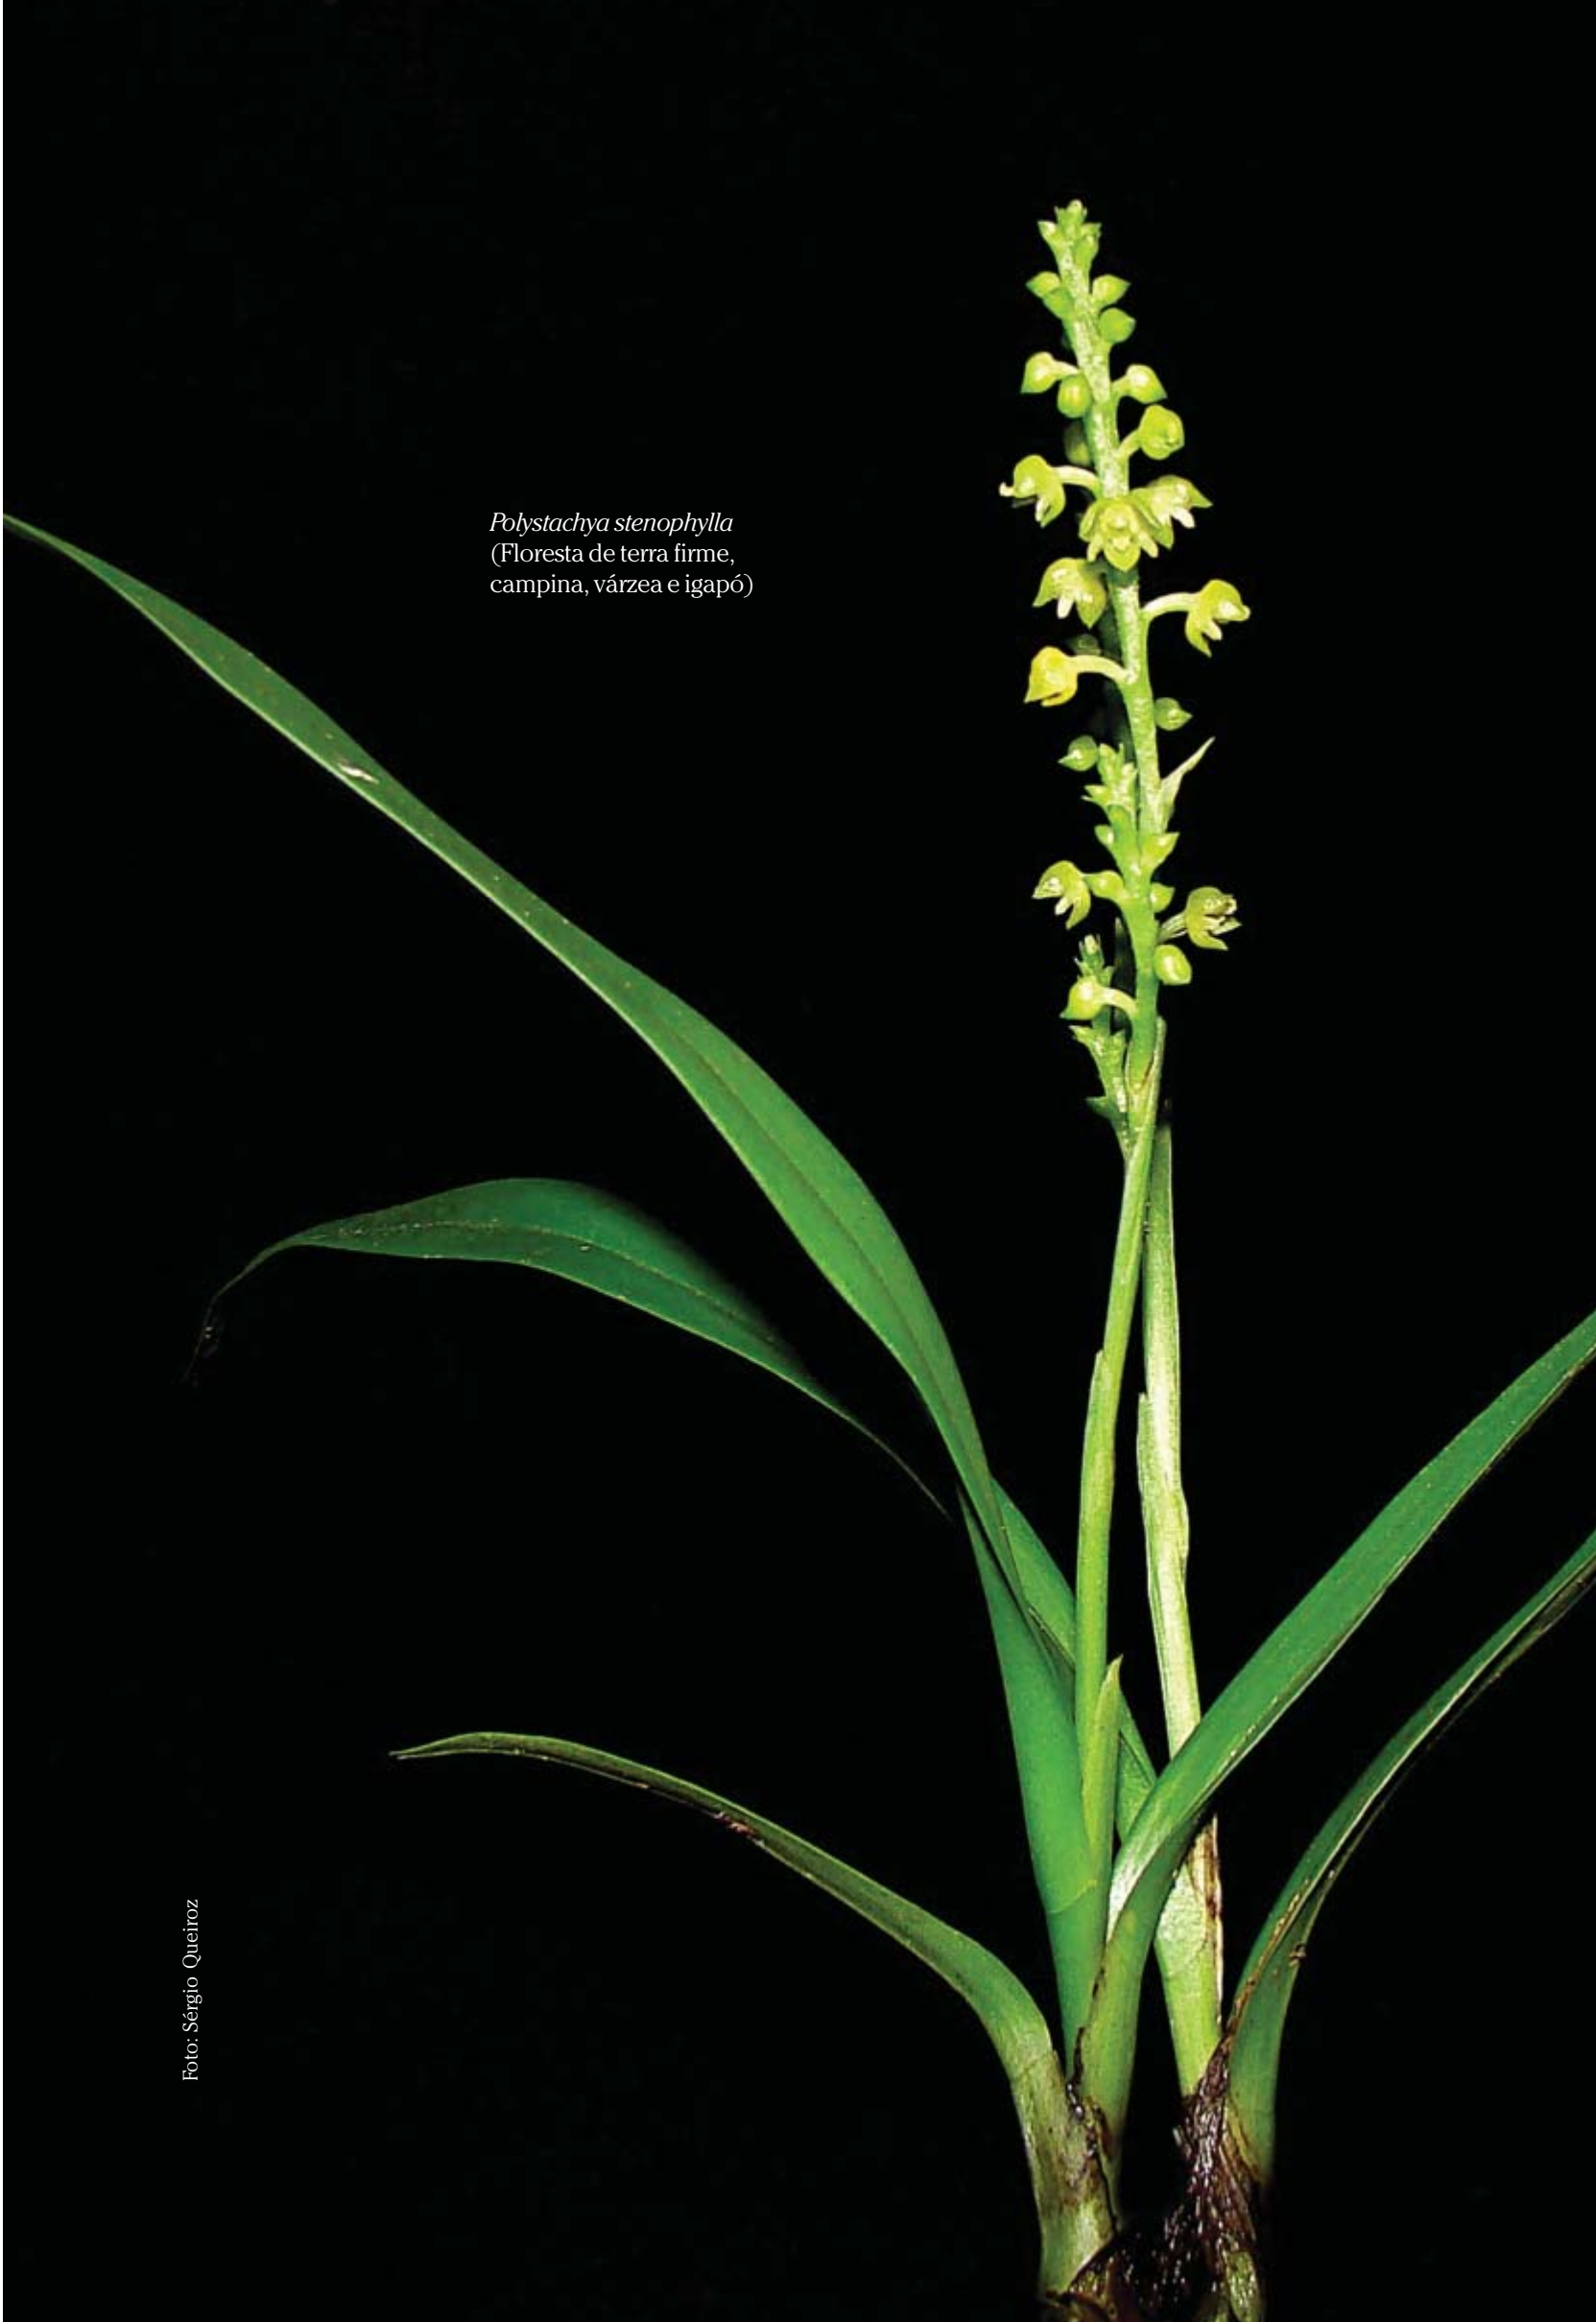 Polystachya stenophylla
(Floresta de terra firme,
campina, várzea e igapó)
Foto: Sérgio Queiroz